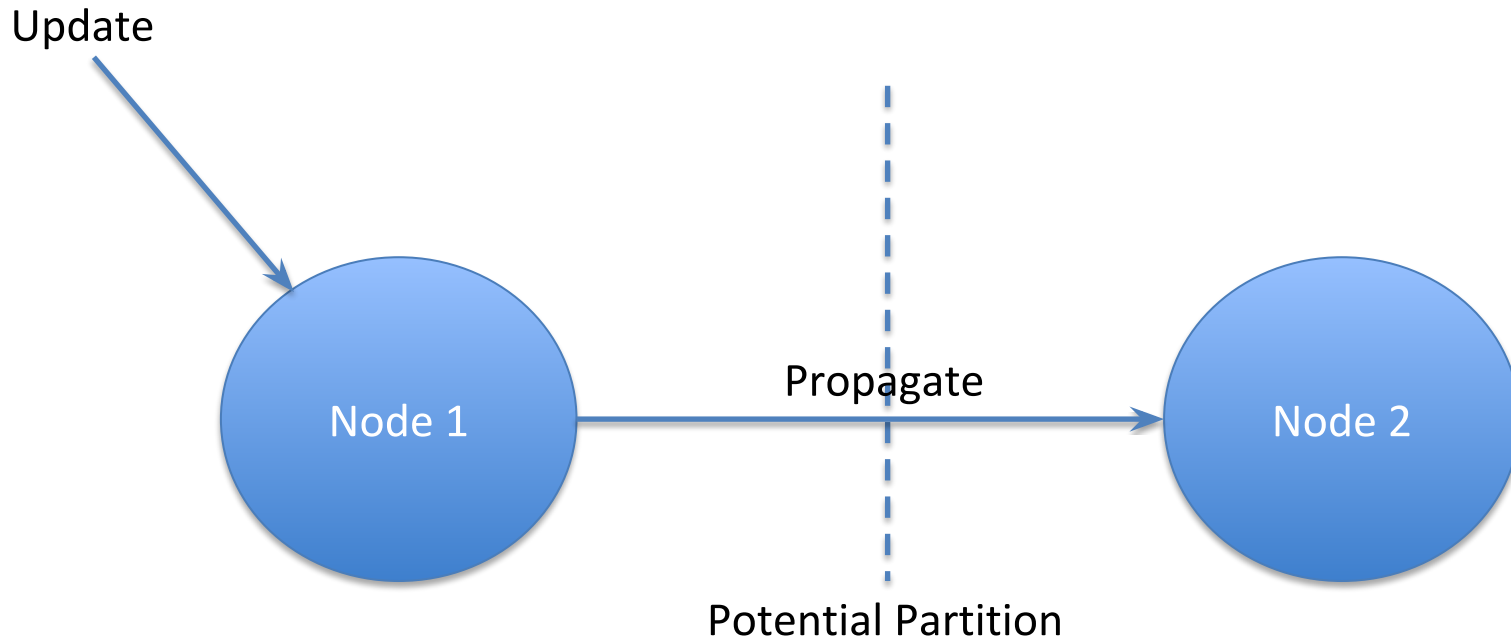 Update
Propagate
Node 1
Node 2
Potential Partition